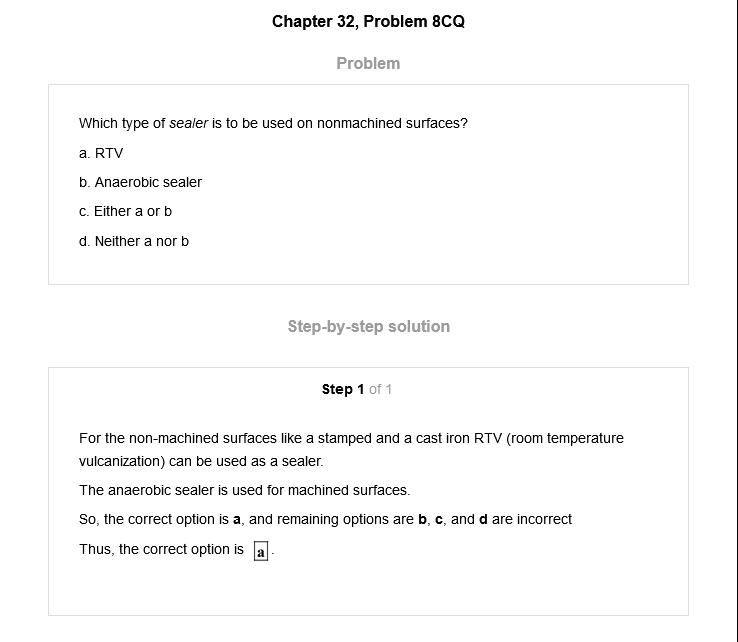 Chapter 32, Problem 8CQ
Problem
Which type of sealer is to be used on nonmachined surfaces?
a. RTV
b. Anaerobic sealer
c. Either a or b
d. Neither a nor b
Step-by-step solution
Step 1 of 1
For the non-machined surfaces like a stamped and a cast iron RTV (room temperature
vulcanization) can be used as a sealer.
The anaerobic sealer is used for machined surfaces.
So, the correct option is a, and remaining options are b, c, and d are incorrect
Thus, the correct option is a.